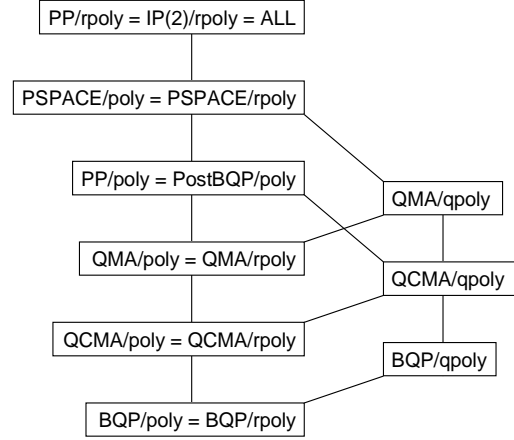 PP/rpoly = IP(2)/rpoly = ALL
PSPACE/poly = PSPACE/rpoly
PP/poly = PostBQP/poly
QMA/qpoly
QMA/poly = QMA/rpoly
QCMA/qpoly
QCMA/poly = QCMA/rpoly
BQP/qpoly
BQP/poly = BQP/rpoly